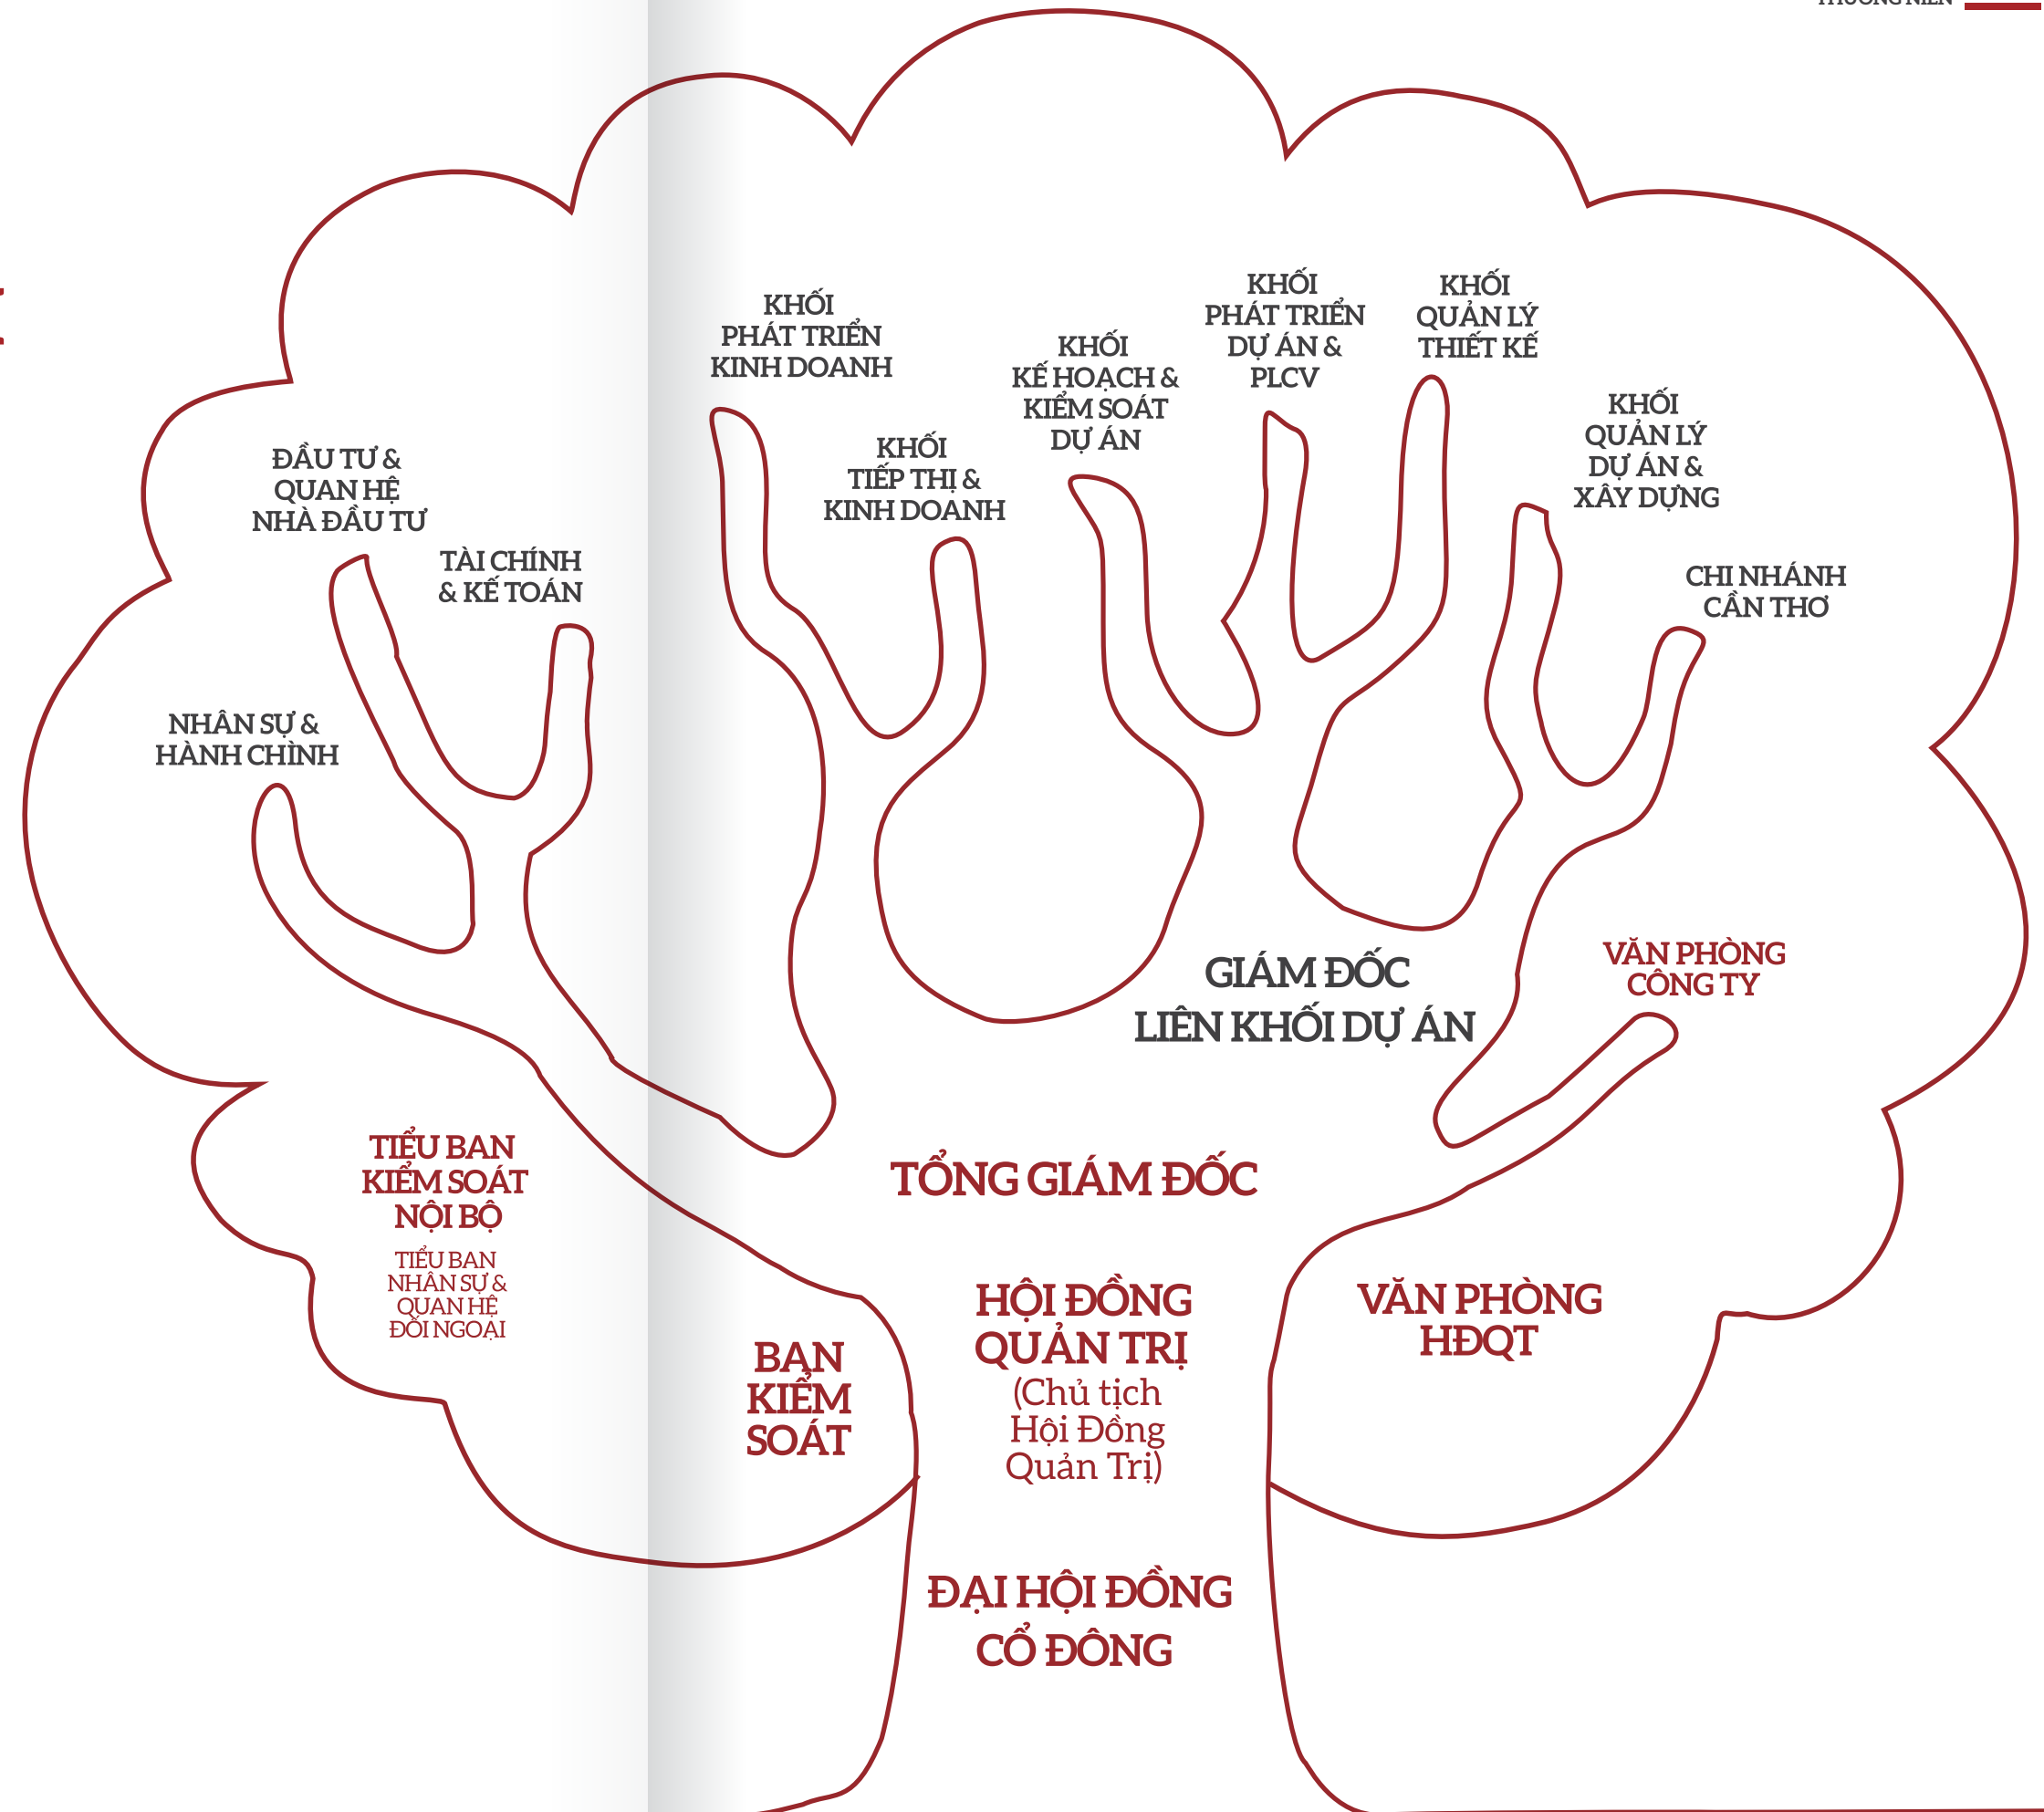 THƯỜNG NIÊN
KHỐI
PHÁT TRIỂN
KINH DOANH
KHỐI
TIẾP THỊ &
KINH DOANH
KHỐI
KẾ HOẠCH &
KIỂM SOÁT
DỰ ÁN
KHỐI
PHÁT TRIỂN
DỰ ÁN &
PLCV
KHỐI
QUẢN LÝ
THIẾT KẾ
KHỐI
QUẢN LÝ
DỰ ÁN &
XÂY DỰNG
CHI NHÁNH
CẦN THƠ
ĐẦU TƯ &
QUAN HỆ
NHÀ ĐẦU TƯ
TÀI CHÍNH
& KẾ TOÁN
NHÂN SỰ &
HÀNH CHÌNH
GIÁM ĐỐC
LIÊN KHỐI DỰ ÁN
VĂN PHÒNG
CÔNG TY
TIỂU BAN
KIỂM SOÁT
NỘI BỘ
TIỂU BAN
NHÂN SỰ &
QUAN HỆ
ĐỐI NGOẠI
TỔNG GIÁM ĐỐC
BAN
KIỂM
SOÁT
HỘI ĐỒNG
QUẢN TRỊ
(Chủ tịch
Hội Đồng
Quản Trị)
VĂN PHÒNG
HĐQT
ĐẠI HỘI ĐỒNG
CỔ ĐÔNG